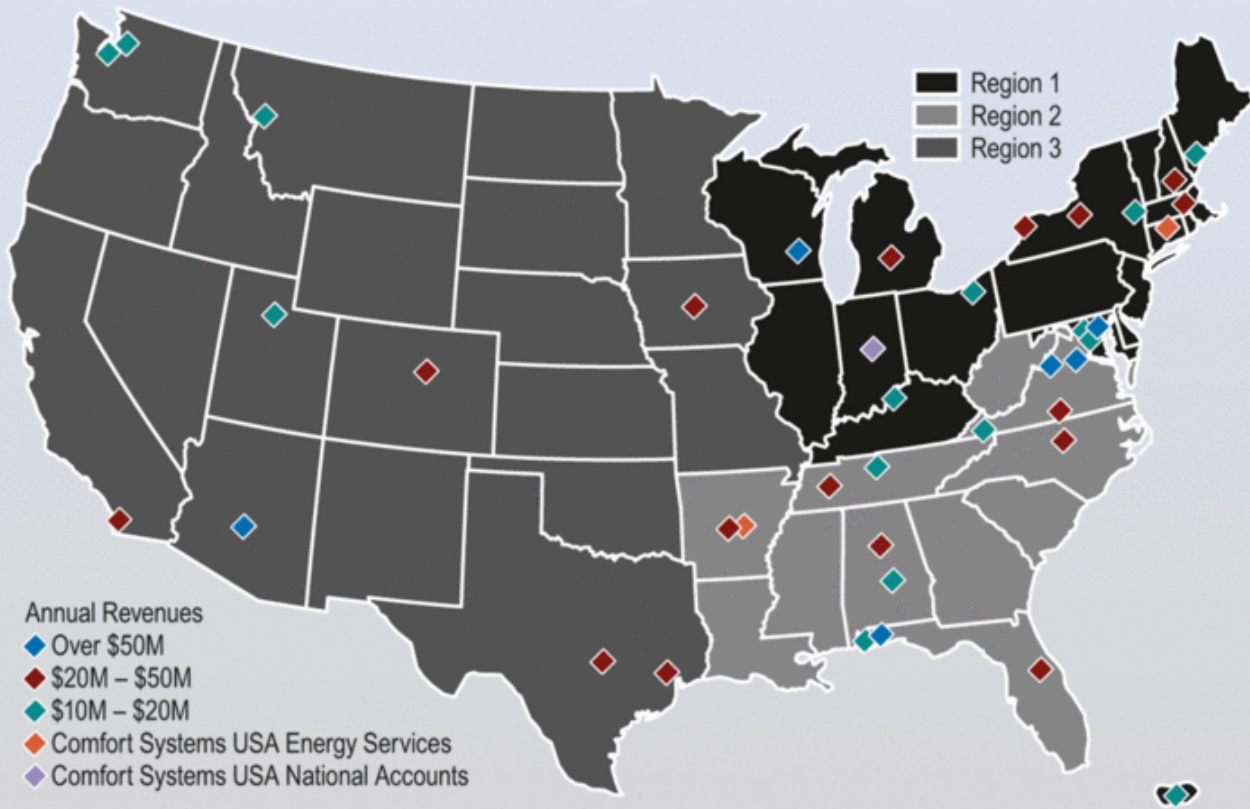 Region 1
Region 2
Region 3
Annual Revenues
Over $50M
$20M – $50M
$10M – $20M
Comfort Systems USA Energy Services
Comfort Systems USA National Accounts